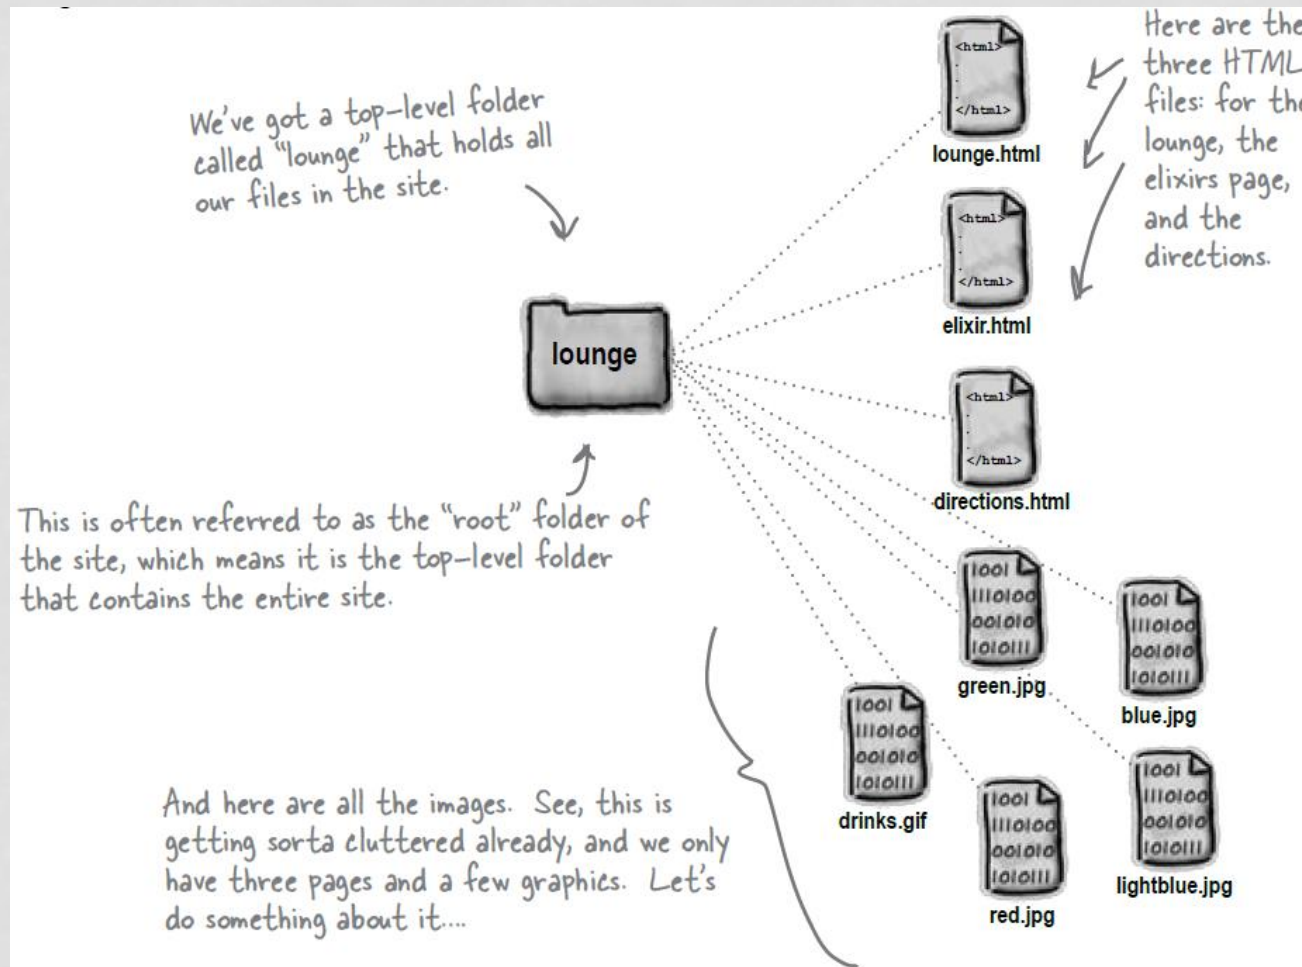 We've got a top-level folder
called "lounge" that holds all
our files in the site.
Here are the
three HTML
files: for the
lounge, the
elixirs page,
and the
directions.
<html>
.
.
.
</html>
lounge.html
<html>
.
.
.
</html>
elixir.html
lounge
<html>
.
.
.
</html>
directions.html
This is often referred to as the "root" folder of
the site, which means it is the top-level folder
that contains the entire site.
1001
1110100
001010
1010111
green.jpg
1001
1110100
001010
1010111
blue.jpg
1001
1110100
001010
1010111
drinks.gif
1001
1110100
001010
1010111
red.jpg
1001
1110100
001010
1010111
lightblue.jpg
And here are all the images. See, this is
getting sorta cluttered already, and we only
have three pages and a few graphics. Let's
do something about it....